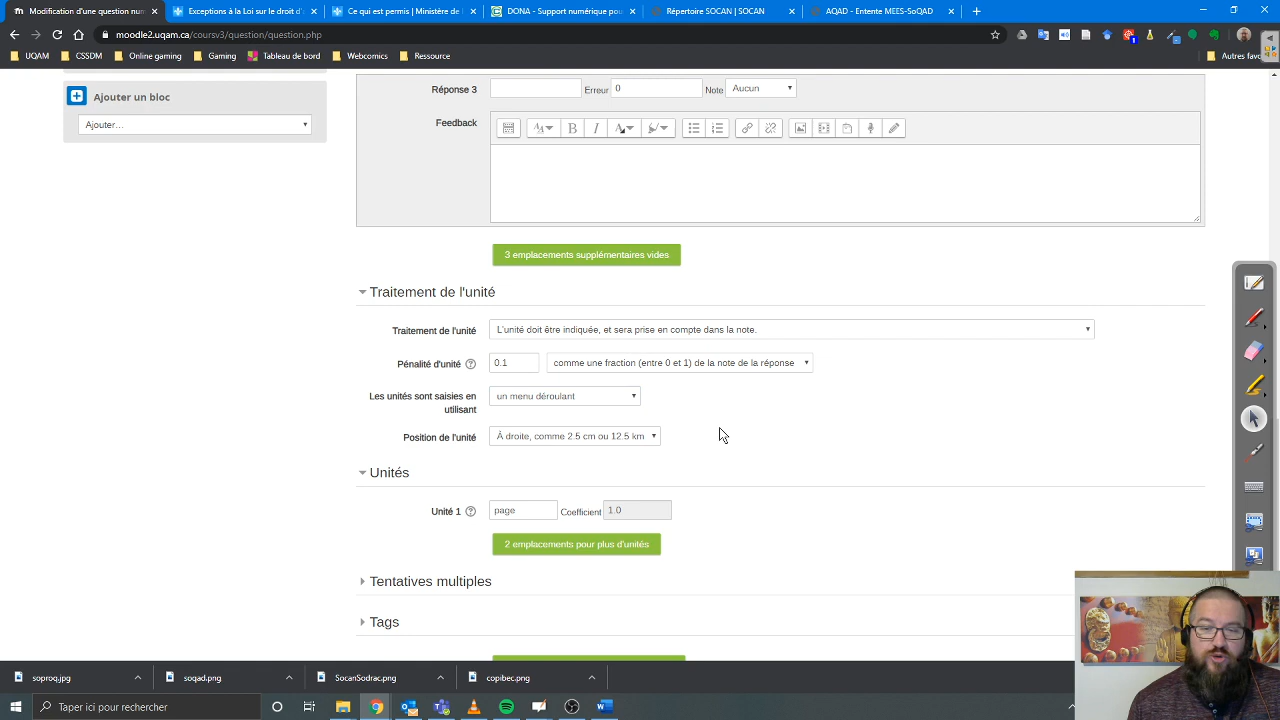 Modification d'une question num
Exceptions à la Loi sur le droit d'
Ce qui est permis | Ministère de
DONA - Support numérique pou
Répertoire SOCAN | SOCAN
AQAD - Entente MEES-SoQAD
moodle2.uqam.ca/coursv3/question/question.php
UQAM
CSSDM
Online gaming
Gaming
Tableau de bord
Webcomics
Ressource
Autres favo
Réponse 3
Erreur 0
Note Aucun
Ajouter un bloc
Ajouter…
Feedback
3 emplacements supplémentaires vides
Traitement de l'unité
Traitement de l'unité L'unité doit être indiquée, et sera prise en compte dans la note.
Pénalité d'unité 0.1 comme une fraction (entre 0 et 1) de la note de la réponse
Les unités sont saisies en
utilisant
un menu déroulant
Position de l'unité À droite, comme 2.5 cm ou 12.5 km
Unités
Unité 1 page Coefficient 1.0
2 emplacements pour plus d'unités
Tentatives multiples
Tags
soproq.jpg
soqad.png
SocanSodrac.png
copibec.png
Taper ici pour rechercher